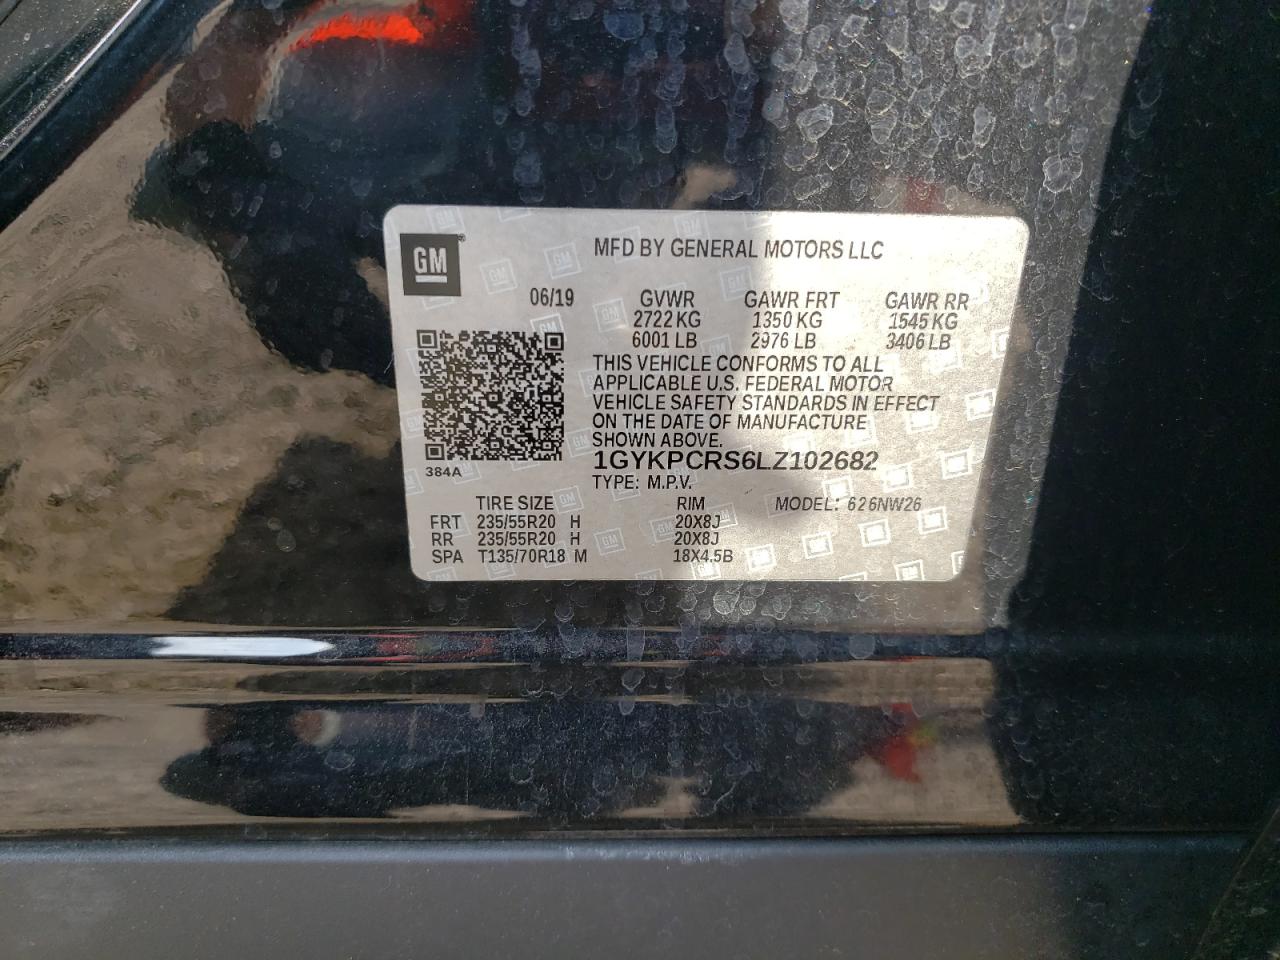 GM
MFD BY GENERAL MOTORS LLC
06/19 GVWR GAWR FRT GAWR RR
2722 KG 1350 KG 1545 KG
6001 LB 2976 LB 3406 LB
THIS VEHICLE CONFORMS TO ALL
APPLICABLE U.S. FEDERAL MOTOR
VEHICLE SAFETY STANDARDS IN EFFECT
ON THE DATE OF MANUFACTURE
SHOWN ABOVE.
1GYKPCRS6LZ102682
384A
TYPE: M.P.V.
TIRE SIZE RIM MODEL: 626NW26
FRT 235/55R20 H 20X8J
RR 235/55R20 H 20X8J
SPA T135/70R18 M 18X4.5B